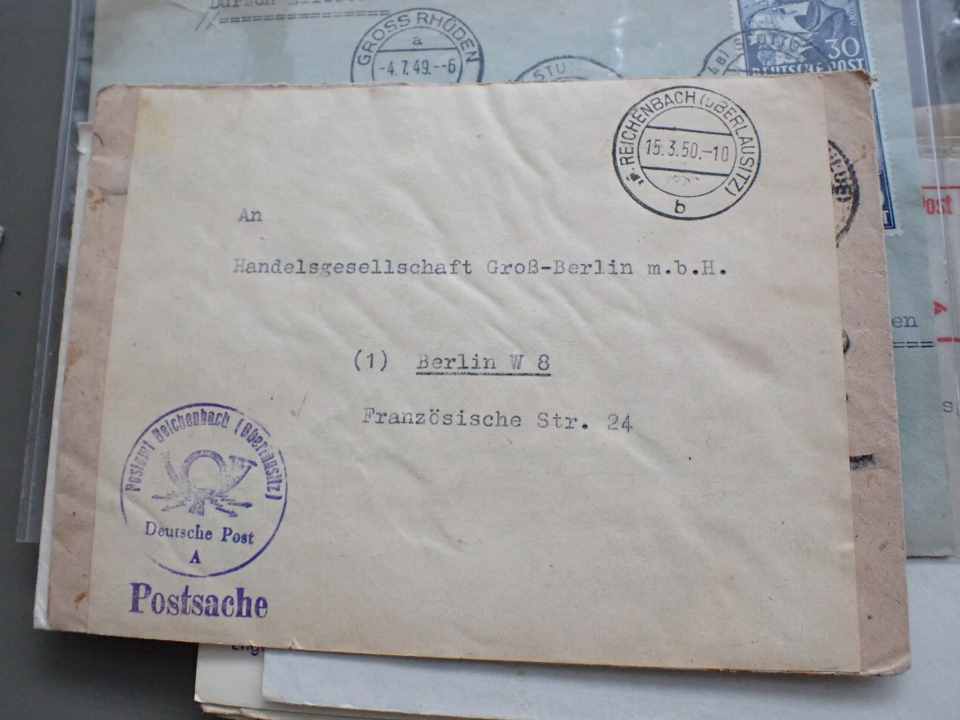 GROSS RHÜDEN
a
-4.7.49.--6
STU
30
DEUTSCHE POST
REICHENBACH (OBERLAUSITZ)
15.3.50.-10
b
An
Handelsgesellschaft Groß-Berlin m.b.H.
(1) Berlin W 8
Französische Str. 24
Postamt Reichenbach (Oberlausitz)
Deutsche Post
A
Postsache
Post
en